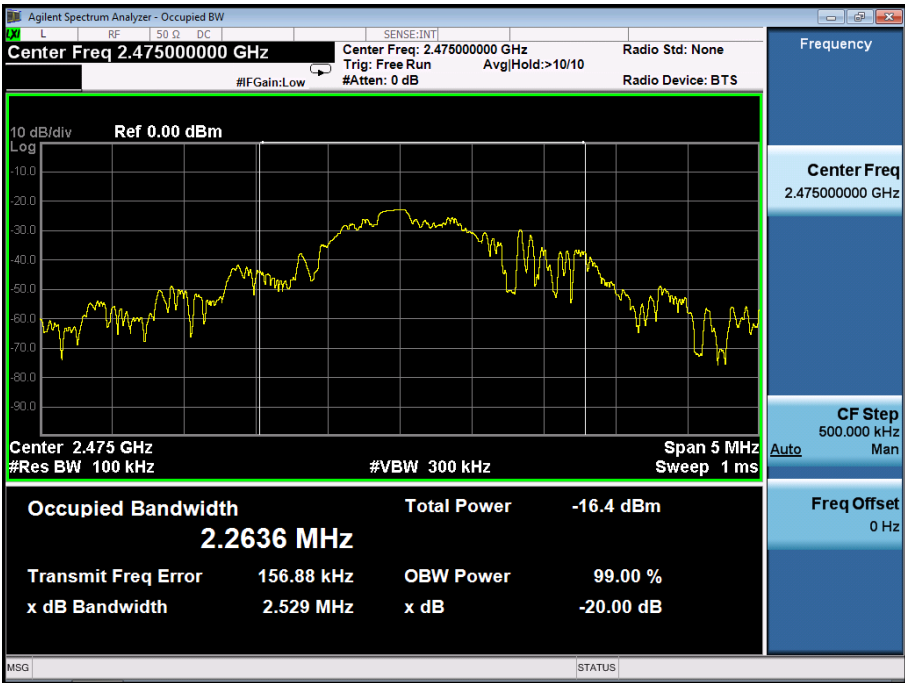 Agilent Spectrum Analyzer - Occupied BW
LXI L RF 50 Ω DC SENSE:INT
Center Freq 2.475000000 GHz
#IFGain:Low
Center Freq: 2.475000000 GHz
Trig: Free Run Avg|Hold:>10/10
#Atten: 0 dB
Radio Std: None
Radio Device: BTS
10 dB/div Ref 0.00 dBm
Log
-10.0
-20.0
-30.0
-40.0
-50.0
-60.0
-70.0
-80.0
-90.0
Center 2.475 GHz Span 5 MHz
#Res BW 100 kHz #VBW 300 kHz Sweep 1 ms
Occupied Bandwidth Total Power -16.4 dBm
2.2636 MHz
Transmit Freq Error 156.88 kHz OBW Power 99.00 %
x dB Bandwidth 2.529 MHz x dB -20.00 dB
MSG STATUS
Frequency
Center Freq
2.475000000 GHz
CF Step
500.000 kHz
Auto Man
Freq Offset
0 Hz